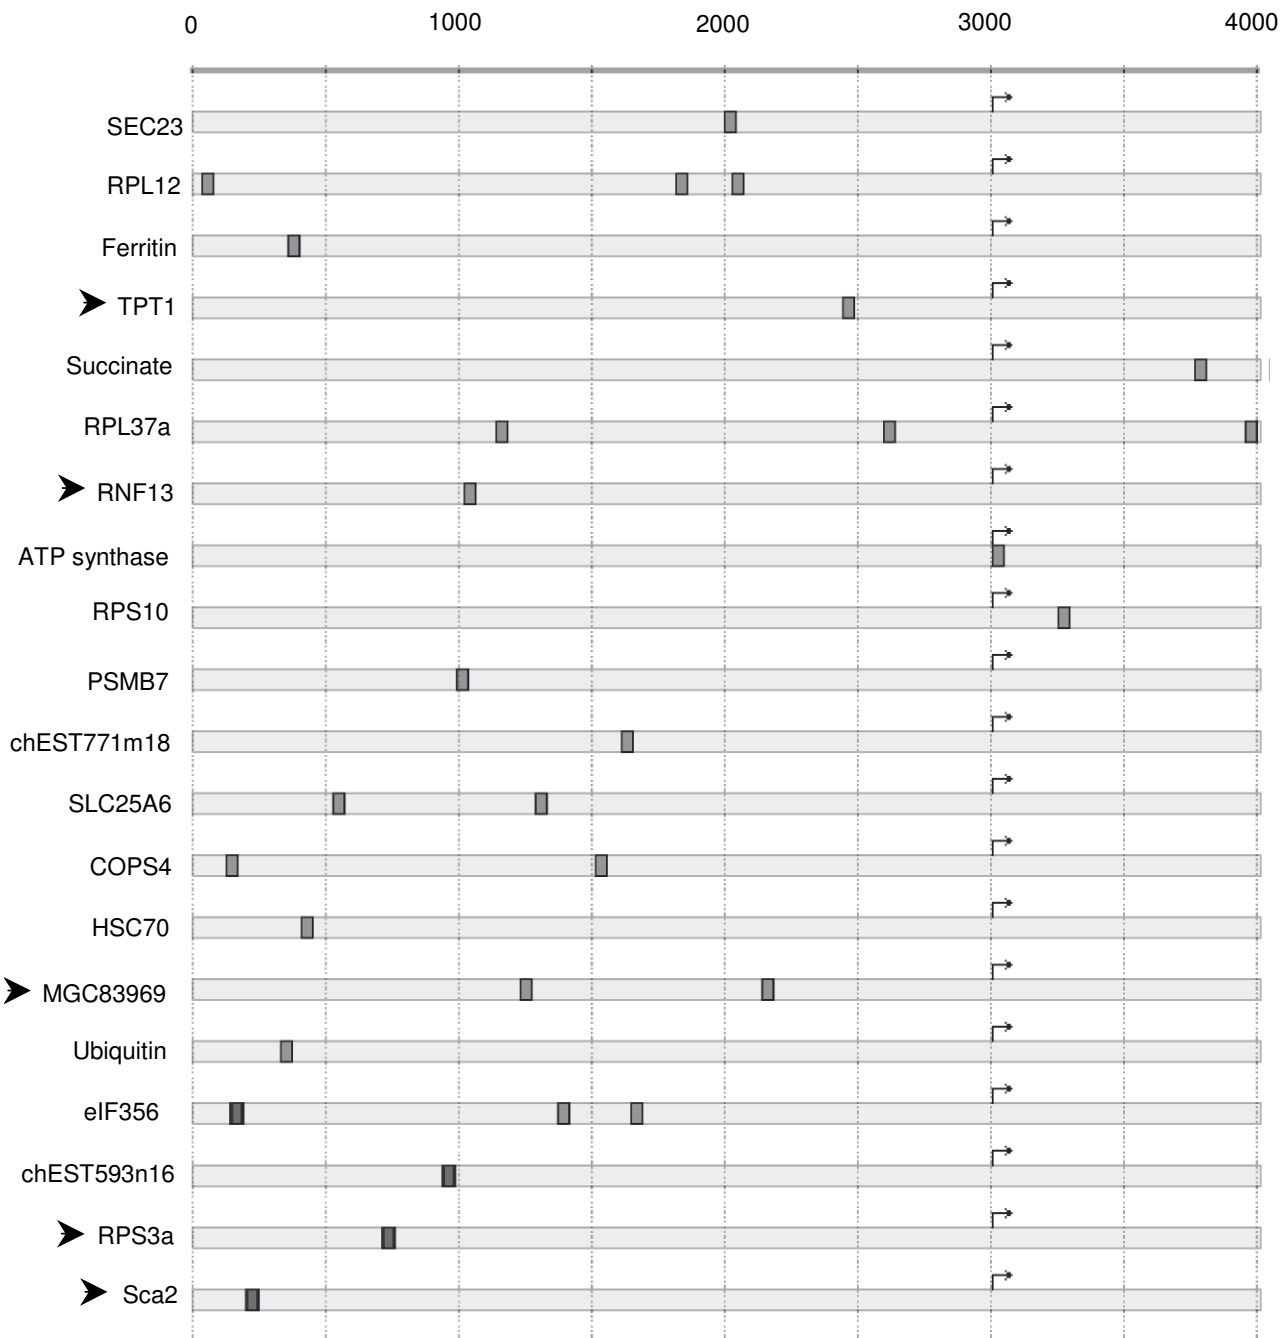 0 1000 2000 3000 4000
SEC23
RPL12
Ferritin
TPT1
Succinate
RPL37a
RNF13
ATP synthase
RPS10
PSMB7
chEST771m18
SLC25A6
COPS4
HSC70
MGC83969
Ubiquitin
eIF356
chEST593n16
RPS3a
Sca2